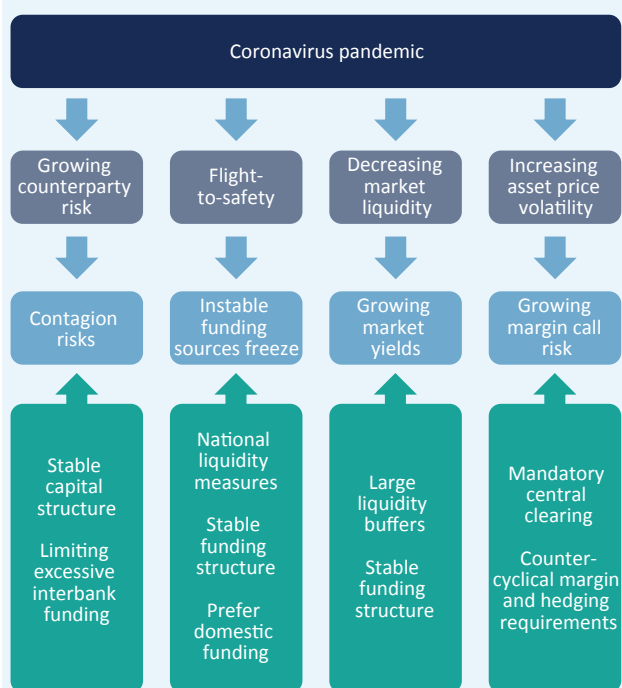 Coronavirus pandemic
Growing
counterparty
risk
Flight-
to-safety
Decreasing
market
liquidity
Increasing
asset price
volatility
Contagion
risks
Instable
funding
sources freeze
Growing
market
yields
Growing
margin call
risk
Stable
capital
structure
Limiting
excessive
interbank
funding
National
liquidity
measures
Stable
funding
structure
Prefer
domestic
funding
Large
liquidity
buffers
Stable
funding
structure
Mandatory
central
clearing
Counter-
cyclical margin
and hedging
requirements